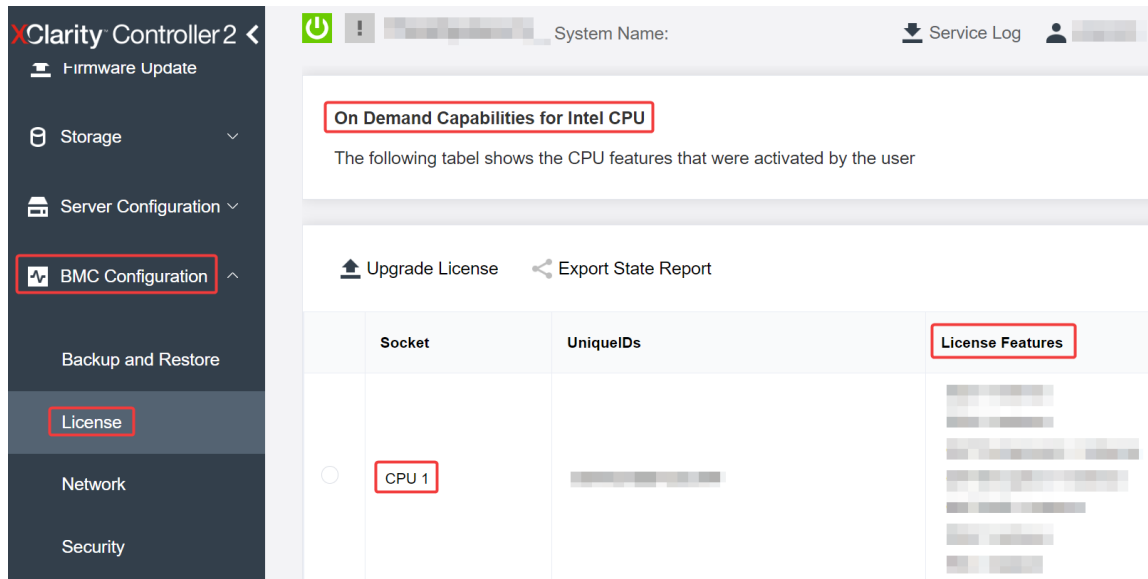 XClarity Controller 2
System Name:
Service Log
Firmware Update
Storage
Server Configuration
BMC Configuration
Backup and Restore
License
Network
Security
On Demand Capabilities for Intel CPU
The following tabel shows the CPU features that were activated by the user
Upgrade License
Export State Report
Socket UniqueIDs License Features
CPU 1